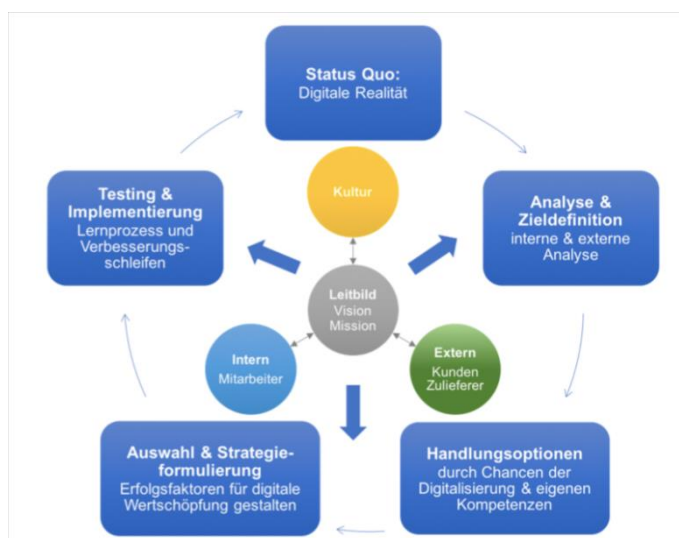 Status Quo:
Digitale Realität
Kultur
Testing &
Implementierung
Lernprozess und
Verbesserungs-
schleifen
Analyse &
Zieldefinition
interne & externe
Analyse
Leitbild
Vision
Mission
Intern
Mitarbeiter
Extern
Kunden
Zulieferer
Auswahl & Strategie-
formulierung
Erfolgsfaktoren für digitale
Wertschöpfung gestalten
Handlungsoptionen
durch Chancen der
Digitalisierung & eigenen
Kompetenzen